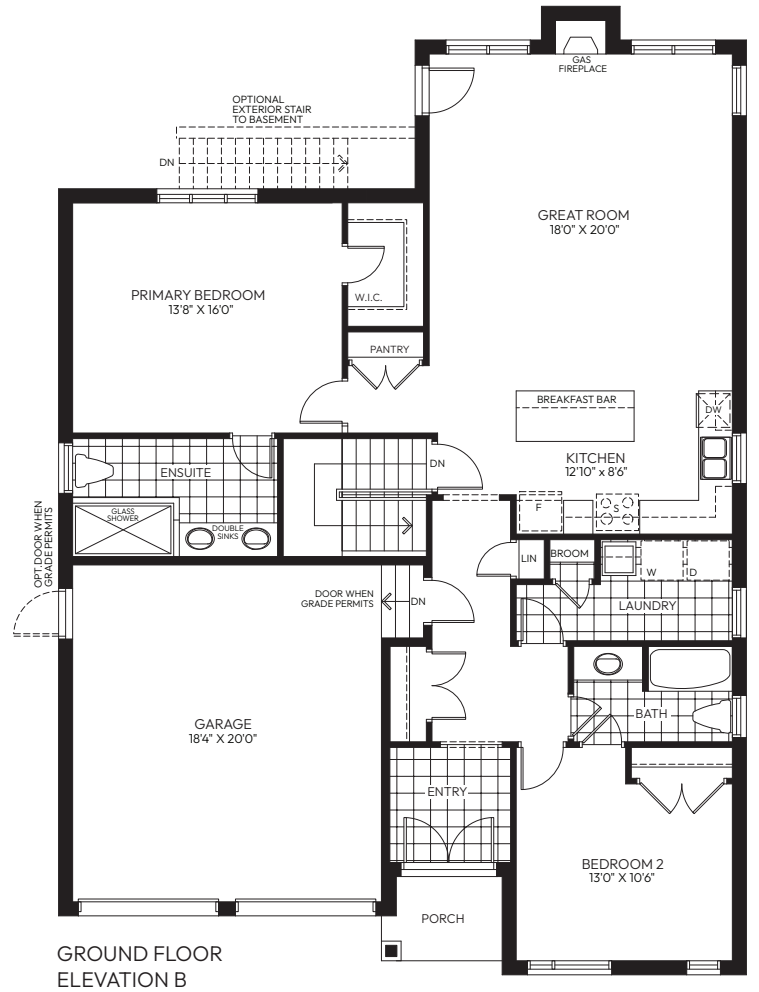 GAS
FIREPLACE
OPTIONAL
EXTERIOR STAIR
TO BASEMENT
DN
GREAT ROOM
18'0" X 20'0"
PRIMARY BEDROOM
13'8" X 16'0"
W.I.C.
PANTRY
BREAKFAST BAR
DW
KITCHEN
12'10" x 8'6"
DN
ENSUITE
F
S
GLASS
SHOWER
DOUBLE
SINKS
OPT.DOOR WHEN
GRADE PERMITS
LIN
BROOM
W
D
LAUNDRY
DOOR WHEN
GRADE PERMITS
DN
GARAGE
18'4" X 20'0"
BATH
ENTRY
BEDROOM 2
13'0" X 10'6"
PORCH
GROUND FLOOR
ELEVATION B